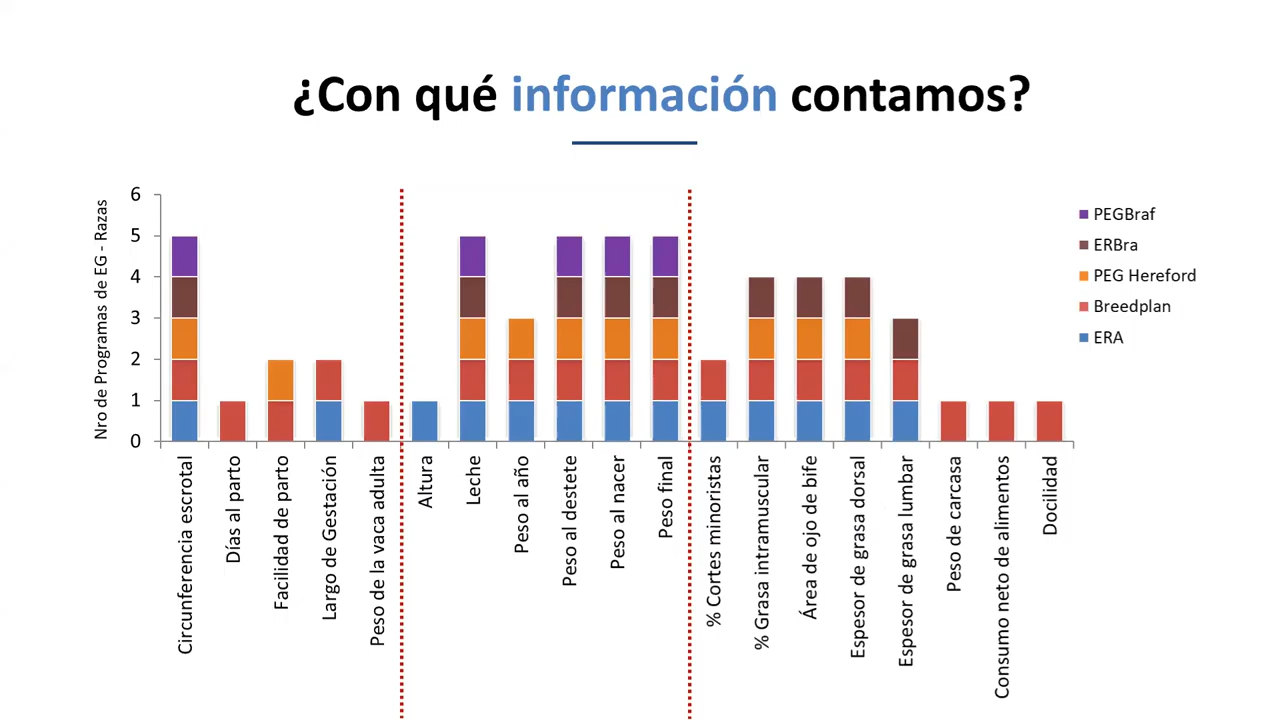 ¿Con qué información contamos?
Nro de Programas de EG - Razas
6
5
4
3
2
1
0
PEGBraf
ERBra
PEG Hereford
Breedplan
ERA
Circunferencia escrotal
Días al parto
Facilidad de parto
Largo de Gestación
Peso de la vaca adulta
Altura
Leche
Peso al año
Peso al destete
Peso al nacer
Peso final
% Cortes minoristas
% Grasa intramuscular
Área de ojo de bife
Espesor de grasa dorsal
Espesor de grasa lumbar
Peso de carcasa
Consumo neto de alimentos
Docilidad